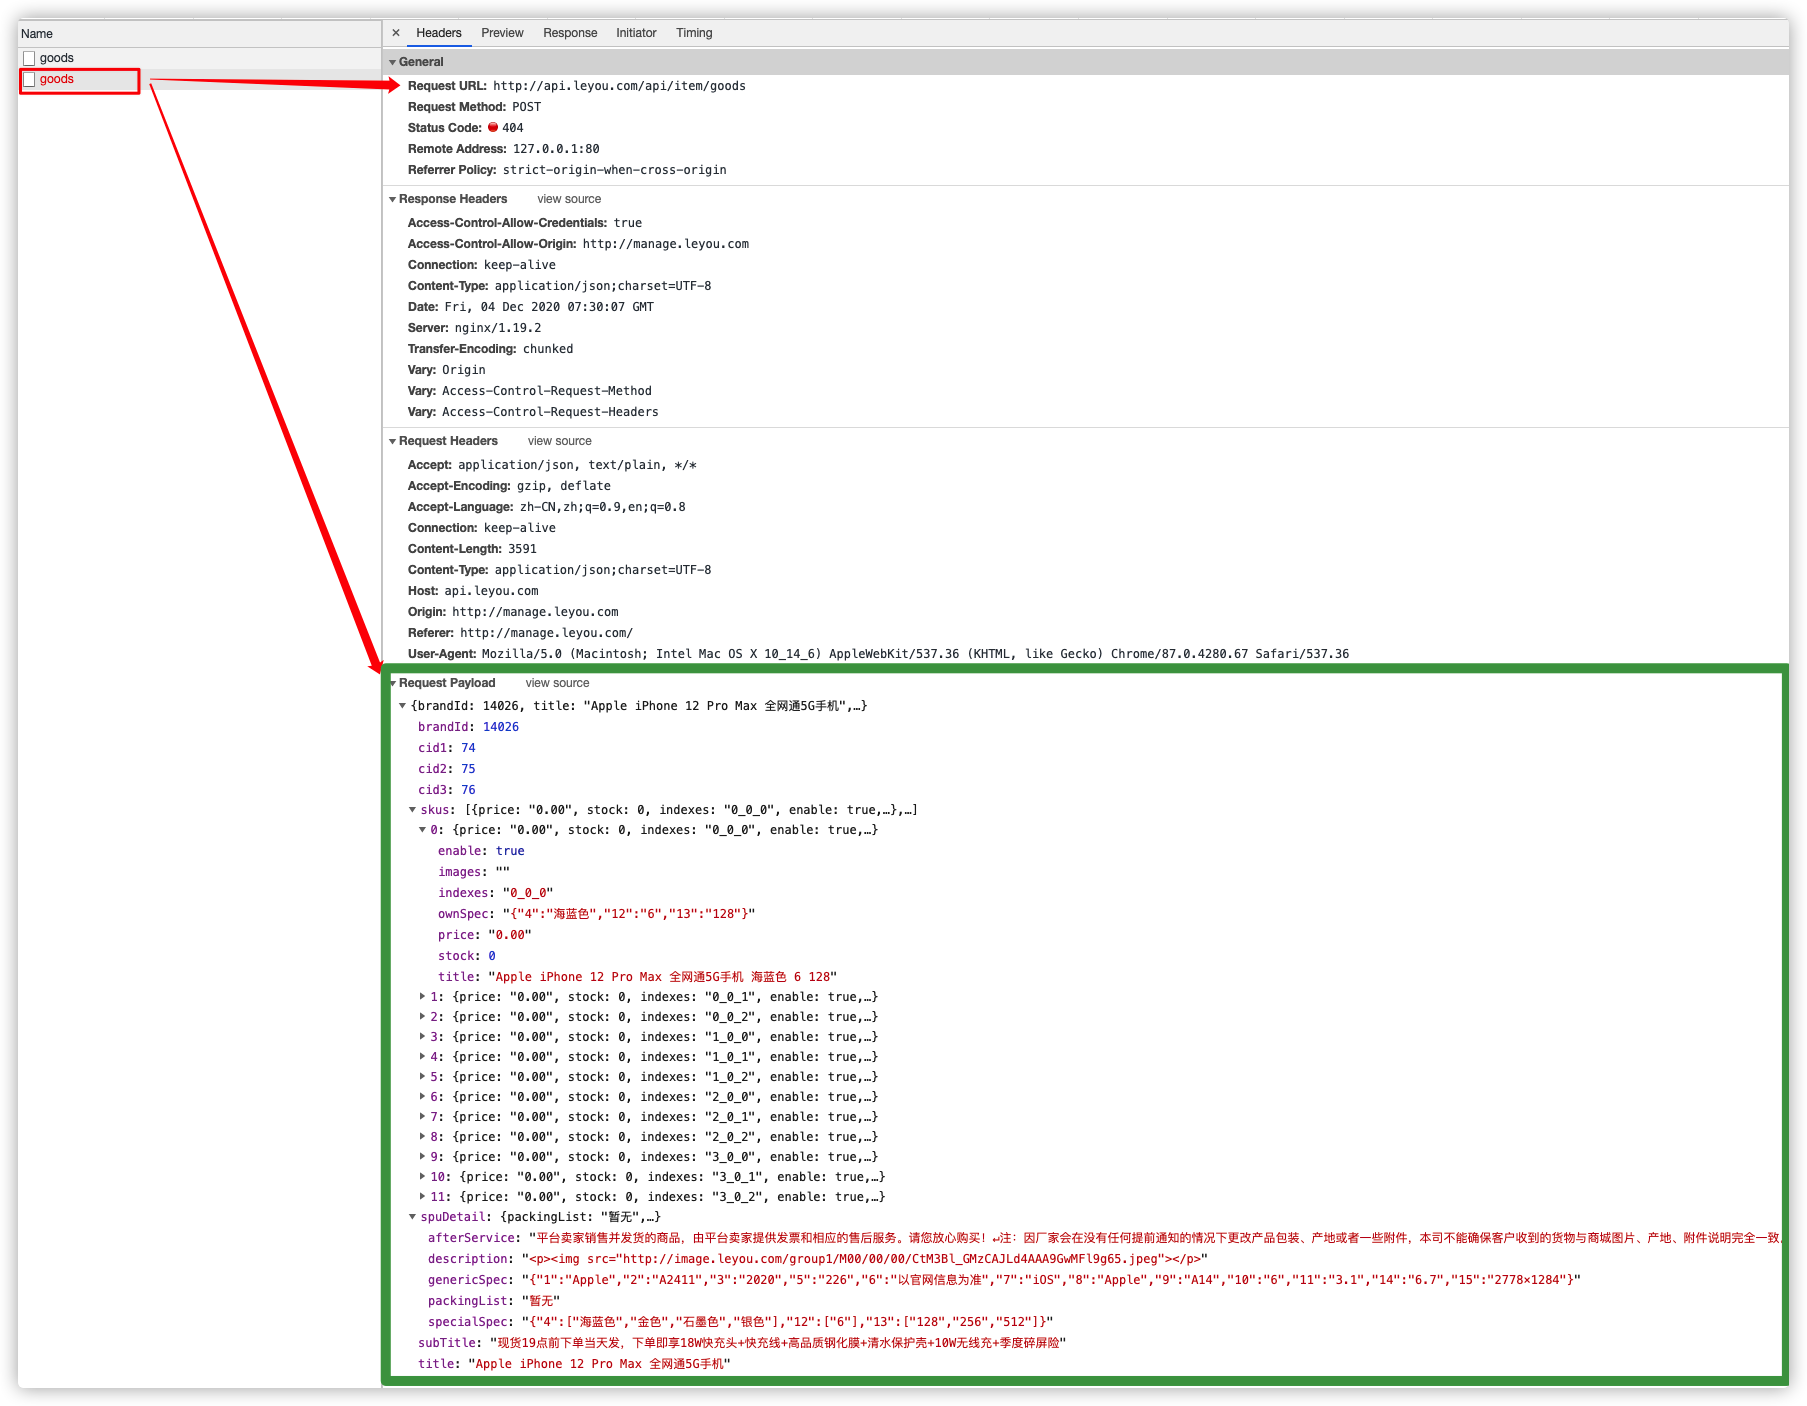 Name
goods
goods
× Headers Preview Response Initiator Timing
General
Request URL: http://api.leyou.com/api/item/goods
Request Method: POST
Status Code: 404
Remote Address: 127.0.0.1:80
Referrer Policy: strict-origin-when-cross-origin
Response Headers view source
Access-Control-Allow-Credentials: true
Access-Control-Allow-Origin: http://manage.leyou.com
Connection: keep-alive
Content-Type: application/json;charset=UTF-8
Date: Fri, 04 Dec 2020 07:30:07 GMT
Server: nginx/1.19.2
Transfer-Encoding: chunked
Vary: Origin
Vary: Access-Control-Request-Method
Vary: Access-Control-Request-Headers
Request Headers view source
Accept: application/json, text/plain, */*
Accept-Encoding: gzip, deflate
Accept-Language: zh-CN,zh;q=0.9,en;q=0.8
Connection: keep-alive
Content-Length: 3591
Content-Type: application/json;charset=UTF-8
Host: api.leyou.com
Origin: http://manage.leyou.com
Referer: http://manage.leyou.com/
User-Agent: Mozilla/5.0 (Macintosh; Intel Mac OS X 10_14_6) AppleWebKit/537.36 (KHTML, like Gecko) Chrome/87.0.4280.67 Safari/537.36
Request Payload view source
{brandId: 14026, title: "Apple iPhone 12 Pro Max 全网通5G手机",…}
brandId: 14026
cid1: 74
cid2: 75
cid3: 76
skus: [{price: "0.00", stock: 0, indexes: "0_0_0", enable: true,…},…]
0: {price: "0.00", stock: 0, indexes: "0_0_0", enable: true,…}
enable: true
images: ""
indexes: "0_0_0"
ownSpec: "{"4":"海蓝色","12":"6","13":"128"}"
price: "0.00"
stock: 0
title: "Apple iPhone 12 Pro Max 全网通5G手机 海蓝色 6 128"
1: {price: "0.00", stock: 0, indexes: "0_0_1", enable: true,…}
2: {price: "0.00", stock: 0, indexes: "0_0_2", enable: true,…}
3: {price: "0.00", stock: 0, indexes: "1_0_0", enable: true,…}
4: {price: "0.00", stock: 0, indexes: "1_0_1", enable: true,…}
5: {price: "0.00", stock: 0, indexes: "1_0_2", enable: true,…}
6: {price: "0.00", stock: 0, indexes: "2_0_0", enable: true,…}
7: {price: "0.00", stock: 0, indexes: "2_0_1", enable: true,…}
8: {price: "0.00", stock: 0, indexes: "2_0_2", enable: true,…}
9: {price: "0.00", stock: 0, indexes: "3_0_0", enable: true,…}
10: {price: "0.00", stock: 0, indexes: "3_0_1", enable: true,…}
11: {price: "0.00", stock: 0, indexes: "3_0_2", enable: true,…}
spuDetail: {packingList: "暂无",…}
afterService: "平台卖家销售并发货的商品，由平台卖家提供发票和相应的售后服务。请您放心购买！↵注：因厂家会在没有任何提前通知的情况下更改产品包装、产地或者一些附件，本司不能确保客户收到的货物与商城图片、产地、附件说明完全一致。
description: "<p><img src="http://image.leyou.com/group1/M00/00/00/CtM3Bl_GMzCAJLd4AAA9GwMFl9g65.jpeg"></p>"
genericSpec: "{"1":"Apple","2":"A2411","3":"2020","5":"226","6":"以官网信息为准","7":"iOS","8":"Apple","9":"A14","10":"6","11":"3.1","14":"6.7","15":"2778×1284"}"
packingList: "暂无"
specialSpec: "{"4":["海蓝色","金色","石墨色","银色"],"12":["6"],"13":["128","256","512"]}"
subTitle: "现货19点前下单当天发，下单即享18W快充头+快充线+高品质钢化膜+清水保护壳+10W无线充+季度碎屏险"
title: "Apple iPhone 12 Pro Max 全网通5G手机"